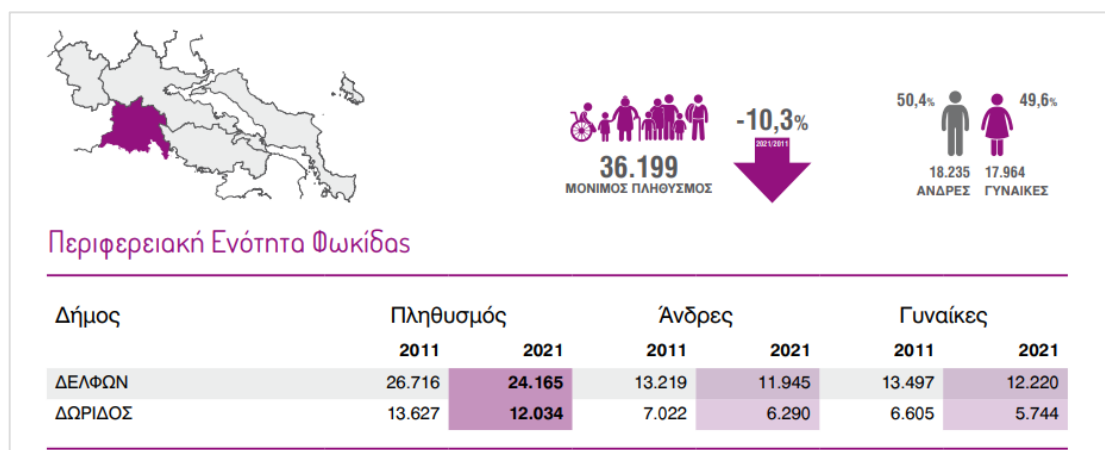 50,4%
49,6%
-10,3%
2021/2011
36.199
ΜΟΝΙΜΟΣ ΠΛΗΘΥΣΜΟΣ
18.235 17.964
ΑΝΔΡΕΣ ΓΥΝΑΙΚΕΣ
Περιφερειακή Ενότητα Φωκίδας
Δήμος Πληθυσμός Άνδρες Γυναίκες
2011 2021 2011 2021 2011 2021
ΔΕΛΦΩΝ 26.716 24.165 13.219 11.945 13.497 12.220
ΔΩΡΙΔΟΣ 13.627 12.034 7.022 6.290 6.605 5.744